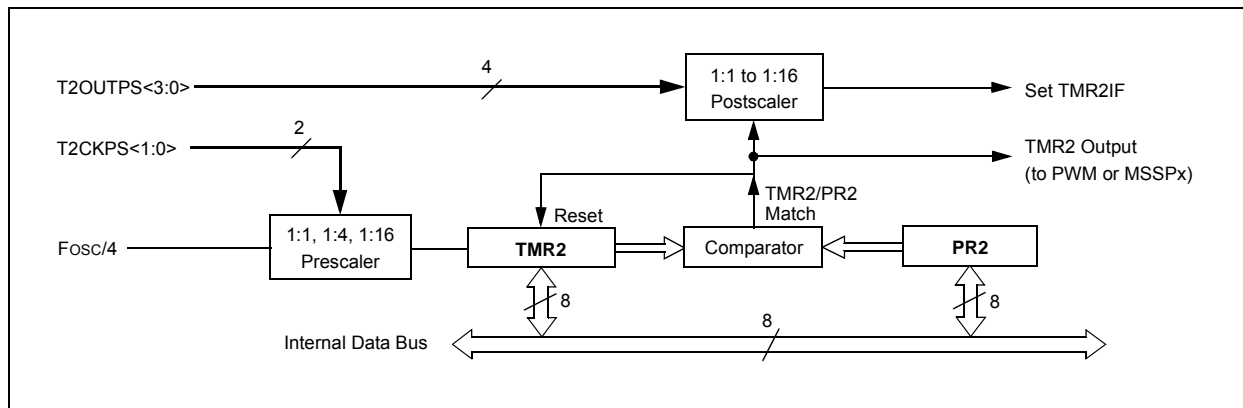 4
1:1 to 1:16
Postscaler
T2OUTPS<3:0>
Set TMR2IF
2
T2CKPS<1:0>
TMR2 Output
(to PWM or MSSPx)
TMR2/PR2
Match
Reset
1:1, 1:4, 1:16
Prescaler
FOSC/4
TMR2
Comparator
PR2
8
8
8
Internal Data Bus